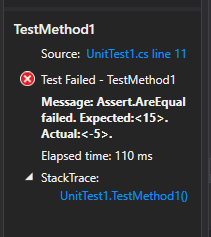 TestMethod1
Source: UnitTest1.cs line 11
Test Failed - TestMethod1
Message: Assert.AreEqual
failed. Expected:<15>.
Actual:<-5>.
Elapsed time: 110 ms
StackTrace:
UnitTest1.TestMethod1()